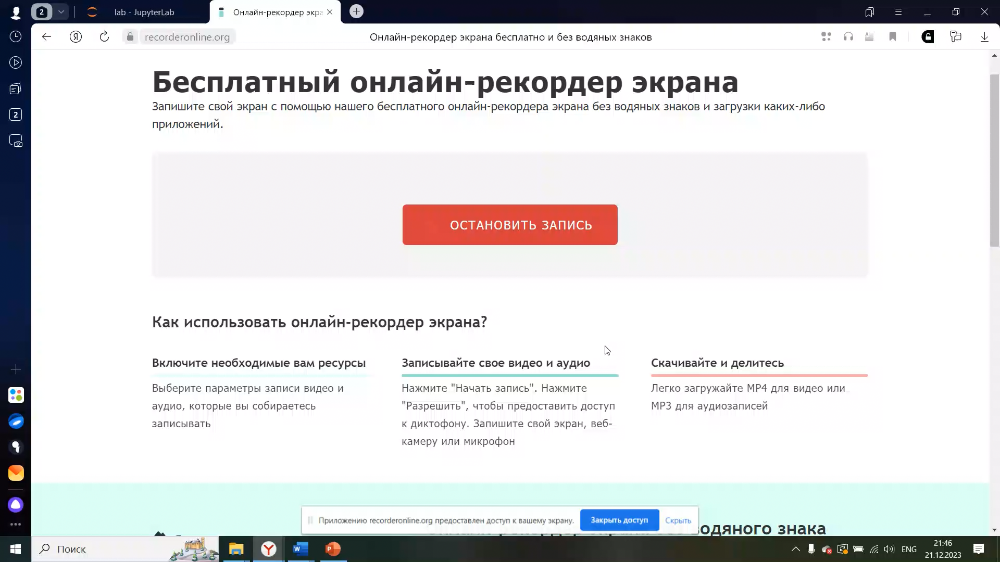 2
lab - JupyterLab
Онлайн-рекордер экра
recorderonline.org
Онлайн-рекордер экрана бесплатно и без водяных знаков
Бесплатный онлайн-рекордер экрана
Запишите свой экран с помощью нашего бесплатного онлайн-рекордера экрана без водяных знаков и загрузки каких-либо
приложений.
2
ОСТАНОВИТЬ ЗАПИСЬ
Как использовать онлайн-рекордер экрана?
Включите необходимые вам ресурсы
Выберите параметры записи видео и
аудио, которые вы собираетесь
записывать
Записывайте свое видео и аудио
Нажмите "Начать запись". Нажмите
"Разрешить", чтобы предоставить доступ
к диктофону. Запишите свой экран, веб-
камеру или микрофон
Скачивайте и делитесь
Легко загружайте MP4 для видео или
MP3 для аудиозаписей
Приложению recorderonline.org предоставлен доступ к вашему экрану.
Закрыть доступ
Скрыть
водяного знака
Поиск
ENG
21:46
21.12.2023